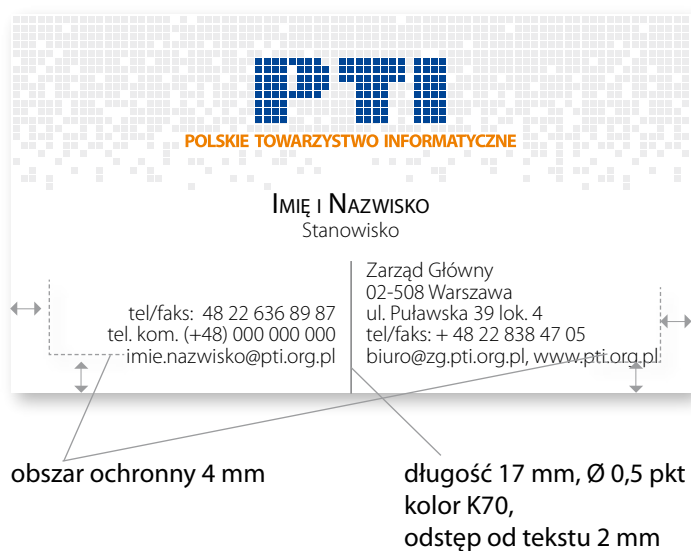 PTI
POLSKIE TOWARZYSTWO INFORMATYCZNE
Imię i Nazwisko
Stanowisko
tel/faks: 48 22 636 89 87
tel. kom. (+48) 000 000 000
imie.nazwisko@pti.org.pl
Zarząd Główny
02-508 Warszawa
ul. Puławska 39 lok. 4
tel/faks: + 48 22 838 47 05
biuro@zg.pti.org.pl, www.pti.org.pl
obszar ochronny 4 mm
długość 17 mm, Ø 0,5 pkt
kolor K70,
odstęp od tekstu 2 mm